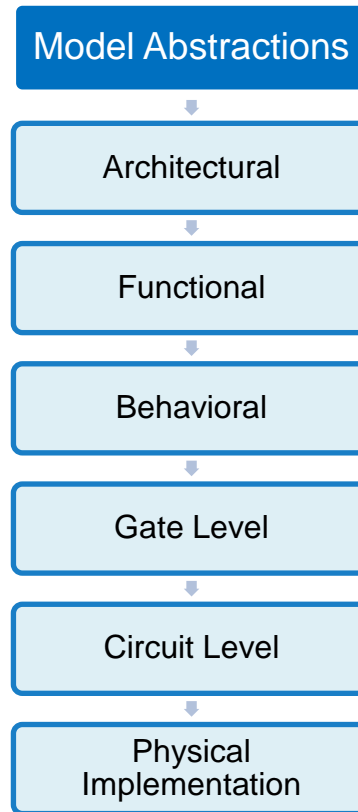 Model Abstractions
Architectural
Functional
Behavioral
Gate Level
Circuit Level
Physical
Implementation